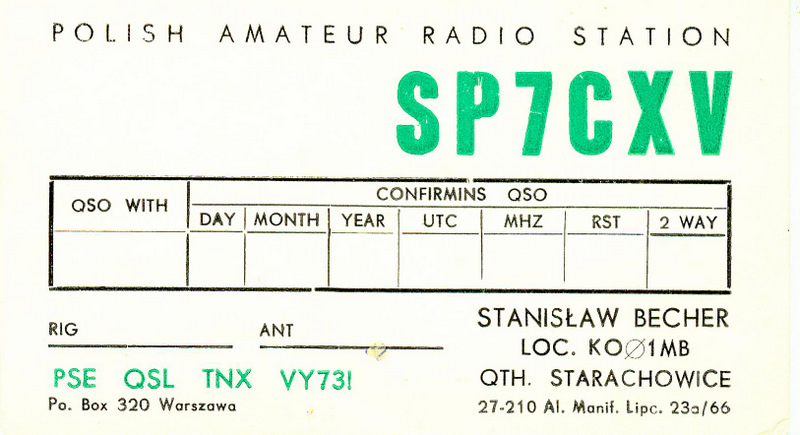 POLISH AMATEUR RADIO STATION
SP7CXV
QSO WITH
CONFIRMINS QSO
DAY MONTH YEAR UTC MHZ RST 2 WAY
RIG ANT
STANISŁAW BECHER
LOC. KOØ1MB
PSE QSL TNX VY73!
QTH. STARACHOWICE
Po. Box 320 Warszawa
27-210 Al. Manif. Lipc. 23a/66